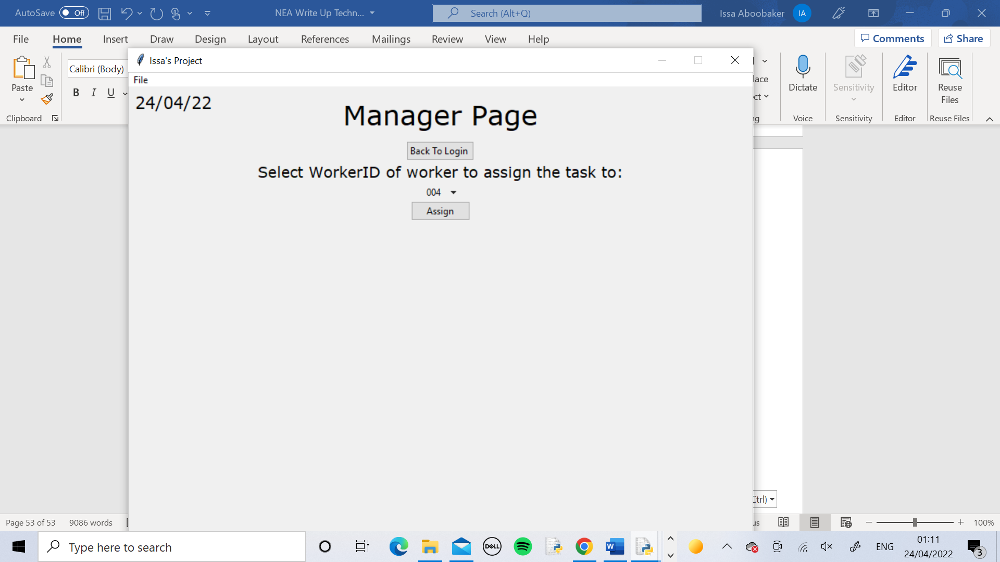 AutoSave Off NEA Write Up Techn... Search (Alt+Q) Issa Aboobaker IA
File Home Insert Draw Design Layout References Mailings Review View Help Comments Share
Issa's Project
File
24/04/22
Manager Page
Back To Login
Select WorkerID of worker to assign the task to:
004
Assign
Calibri (Body)
Paste
B I U
Clipboard
lace
ct
ng
Dictate
Voice
Sensitivity
Sensitivity
Editor
Editor
Reuse
Files
Reuse Files
Ctrl)
Page 53 of 53 9086 words
us
100%
Type here to search
DELL
W
ENG
01:11
24/04/2022
3